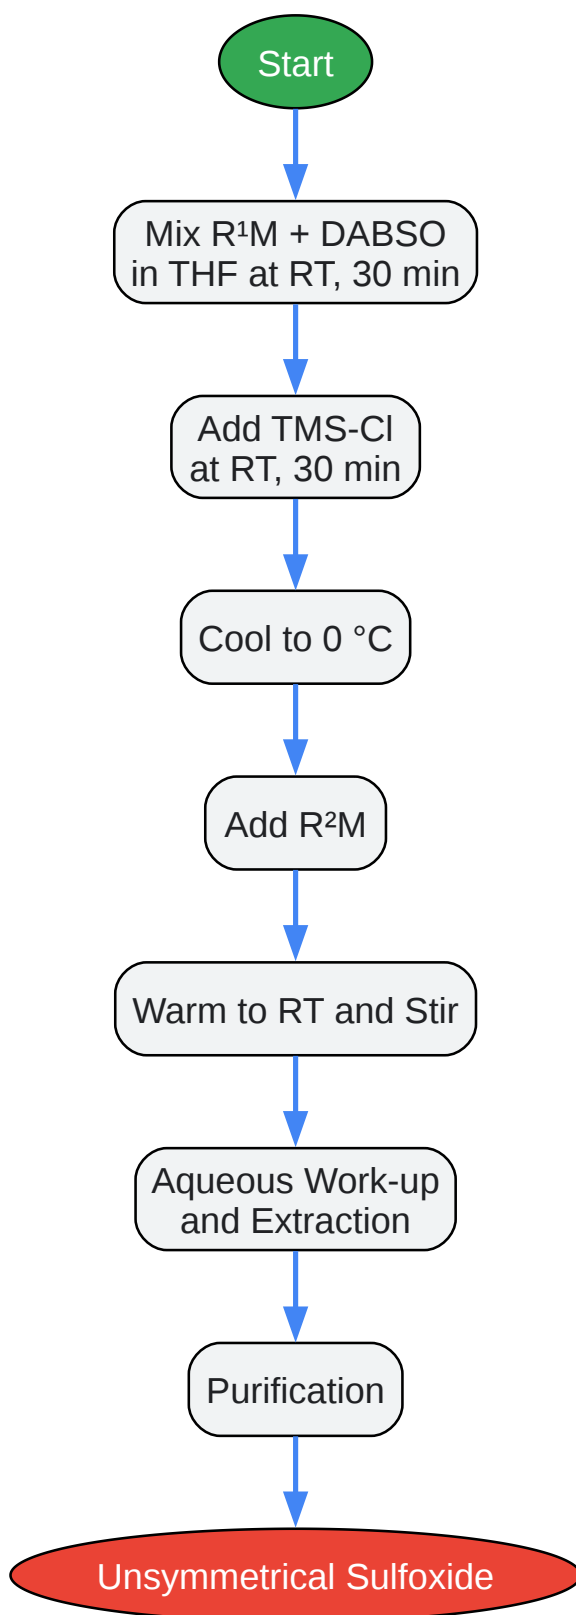 Start
Mix R¹M + DABSO
in THF at RT, 30 min
Add TMS-Cl
at RT, 30 min
Cool to 0 °C
Add R²M
Warm to RT and Stir
Aqueous Work-up
and Extraction
Purification
Unsymmetrical Sulfoxide